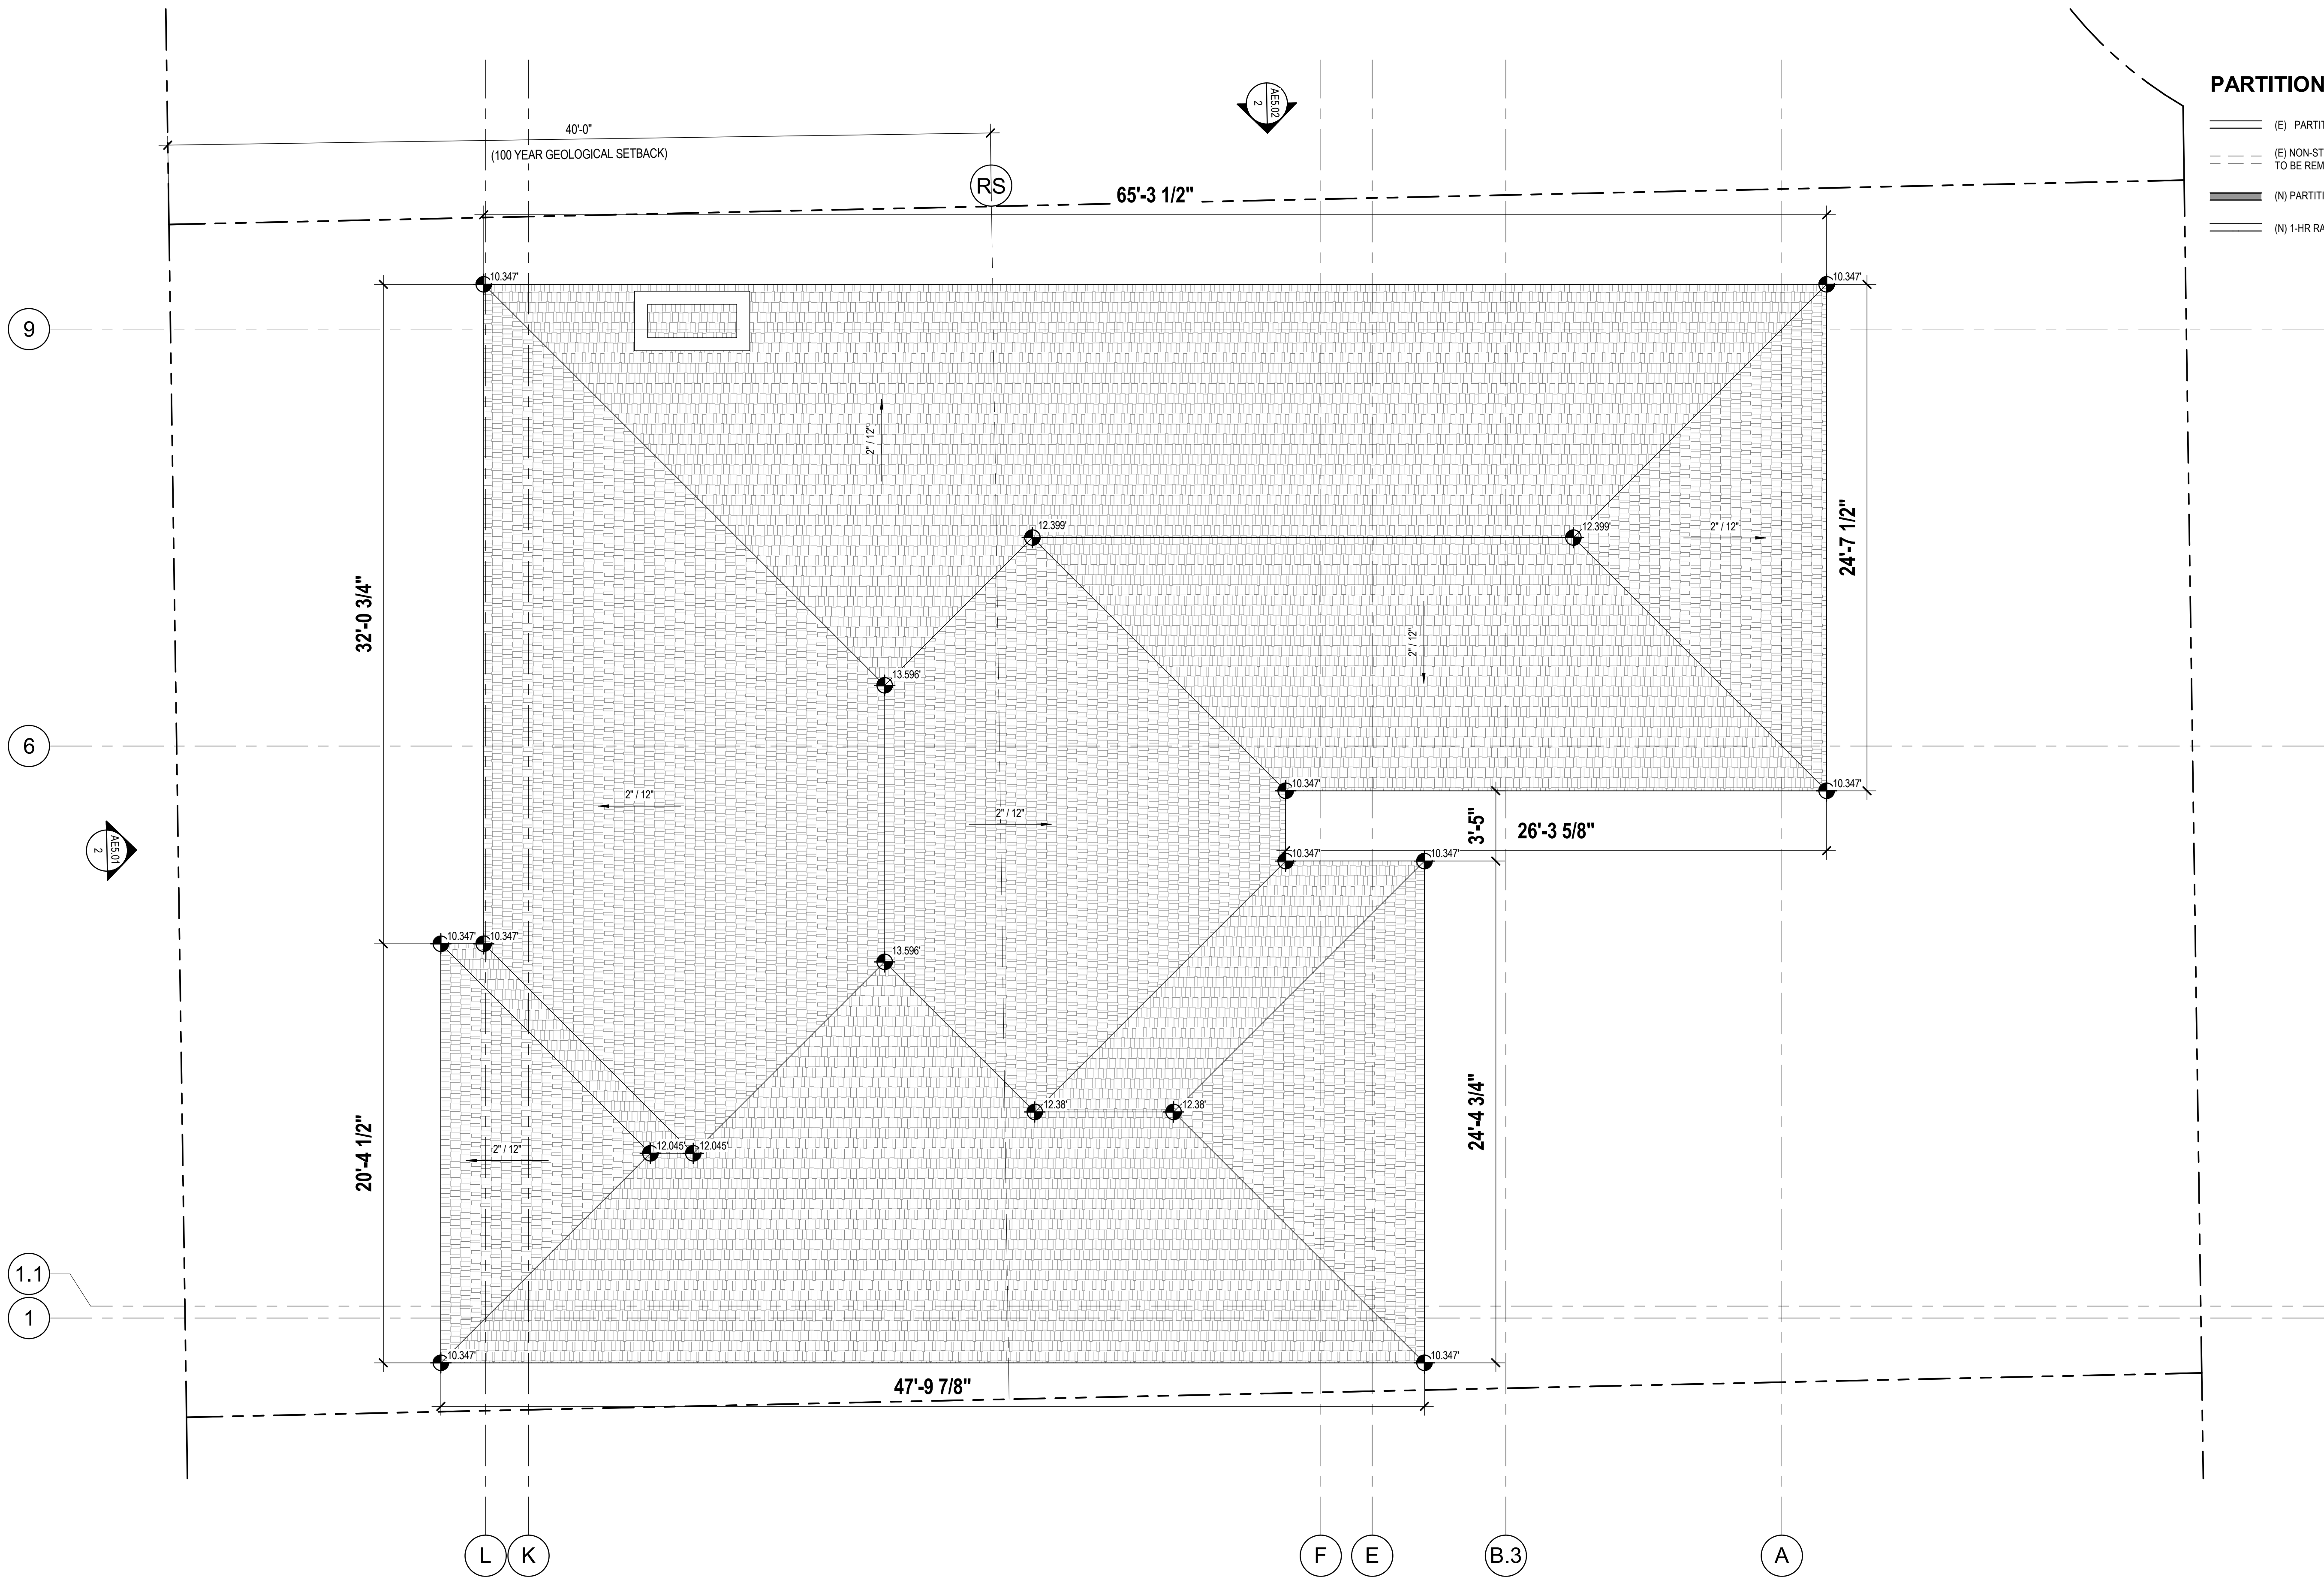 PARTITION
(E) PARTIT
(E) NON-ST
TO BE REM
(N) PARTITI
(N) 1-HR RA
AE5.02
2
40'-0"
(100 YEAR GEOLOGICAL SETBACK)
RS
65'-3 1/2"
10.347'
10.347'
9
2" / 12"
12.399'
12.399'
2" / 12"
24'-7 1/2"
32'-0 3/4"
2" / 12"
13.596'
6
10.347'
10.347'
2" / 12"
2" / 12"
3'-5"
26'-3 5/8"
AE5.01
2
10.347'
10.347'
10.347'
10.347'
13.596'
12.38'
12.38'
24'-4 3/4"
20'-4 1/2"
2" / 12"
12.045'
12.045'
1.1
1
10.347'
10.347'
47'-9 7/8"
L
K
F
E
B.3
A